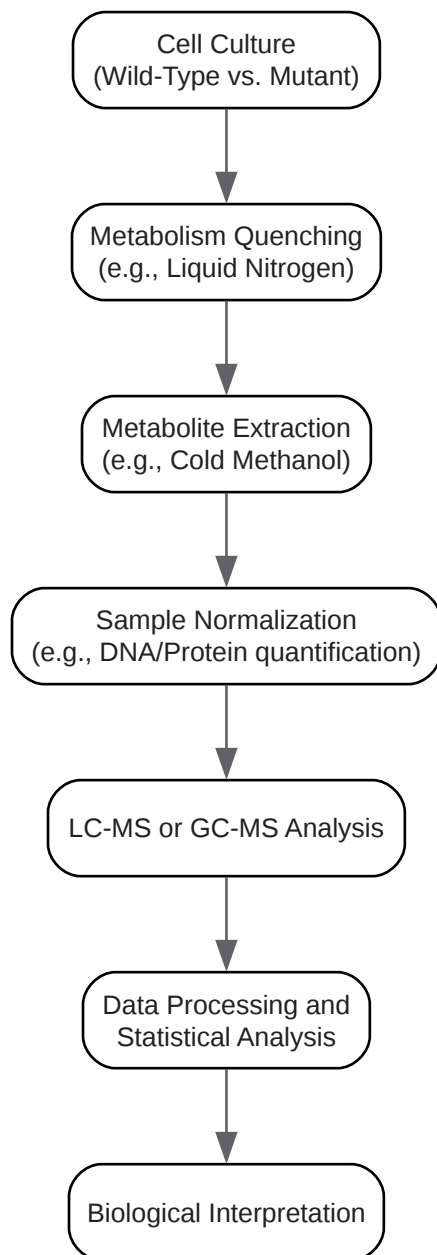 Cell Culture
(Wild-Type vs. Mutant)
Metabolism Quenching
(e.g., Liquid Nitrogen)
Metabolite Extraction
(e.g., Cold Methanol)
Sample Normalization
(e.g., DNA/Protein quantification)
LC-MS or GC-MS Analysis
Data Processing and
Statistical Analysis
Biological Interpretation